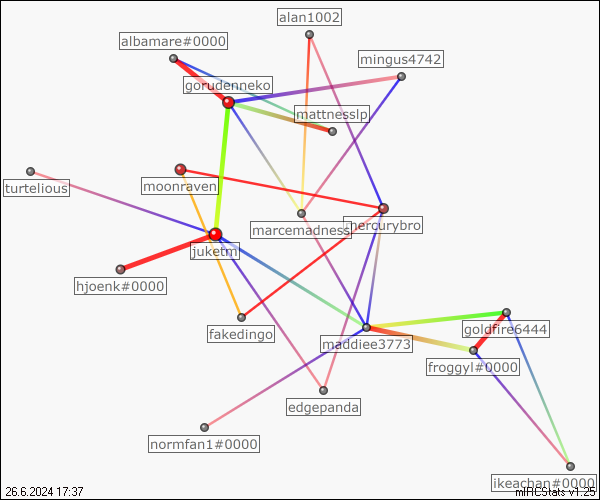 alan1002
albamare#0000
mingus4742
gorudenneko
mattnesslp
turtelious
moonraven
marcemadness
mercurybro
juketm
hjoenk#0000
fakedingo
maddiee3773
goldfire6444
froggyl#0000
edgepanda
normfan1#0000
ikeachan#0000
26.6.2024 17:37
mIRCStats v1.25